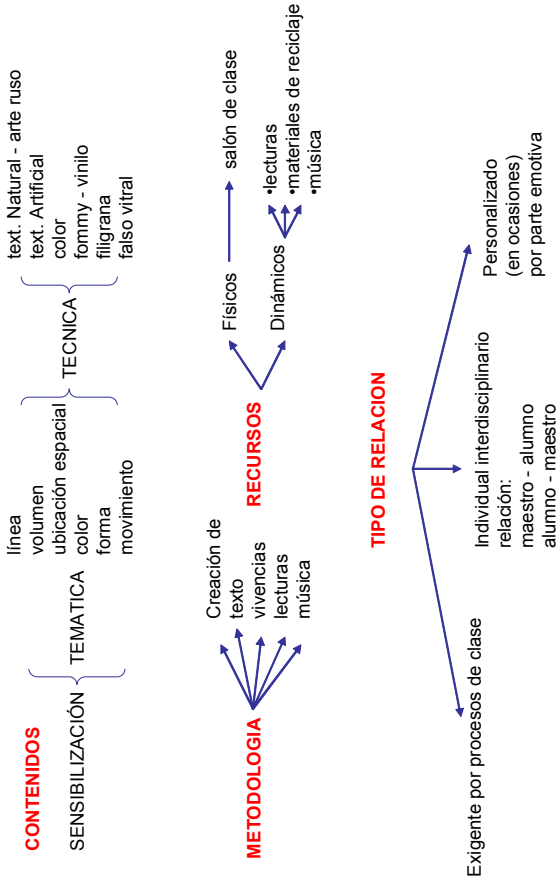 CONTENIDOS
SENSIBILIZACIÓN
TEMATICA
línea
volumen
ubicación espacial
color
forma
movimiento
TECNICA
text. Natural - arte ruso
text. Artificial
color
fommy - vinilo
filigrana
falso vitral
METODOLOGIA
Creación de
texto
vivencias
lecturas
música
RECURSOS
Físicos
salón de clase
Dinámicos
•lecturas
•materiales de reciclaje
•música
TIPO DE RELACION
Exigente por procesos de clase
Individual interdisciplinario
relación:
maestro - alumno
alumno - maestro
Personalizado
(en ocasiones)
por parte emotiva